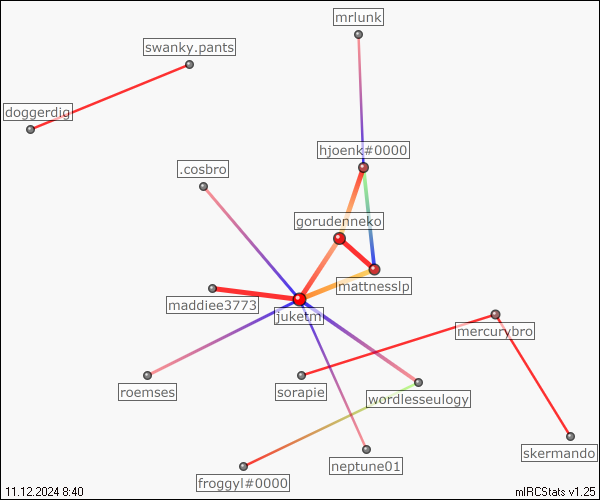 mrlunk
swanky.pants
doggerdig
hjoenk#0000
.cosbro
gorudenneko
mattnesslp
maddiee3773
juketm
mercurybro
roemses
sorapie
wordlesseulogy
skermando
neptune01
froggyl#0000
11.12.2024 8:40
mIRCStats v1.25